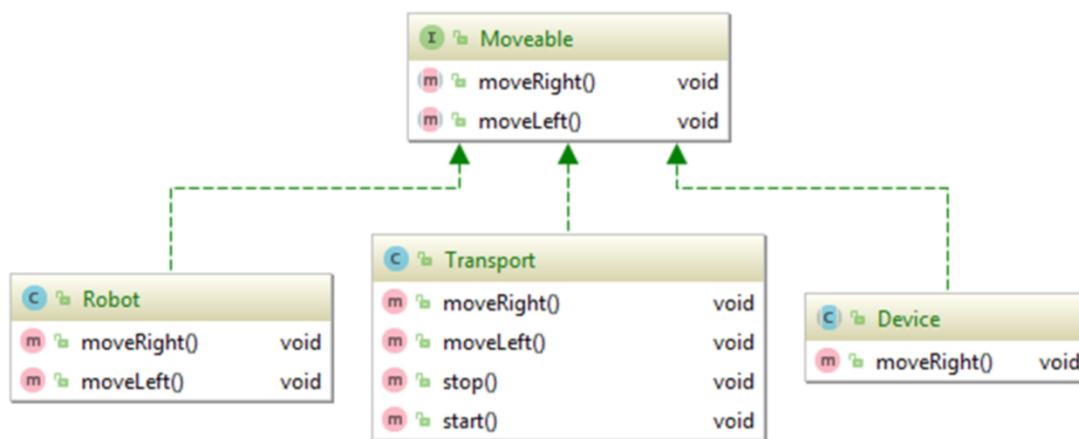 I Moveable
m moveRight() void
m moveLeft() void
C Robot
m moveRight() void
m moveLeft() void
C Transport
m moveRight() void
m moveLeft() void
m stop() void
m start() void
C Device
m moveRight() void